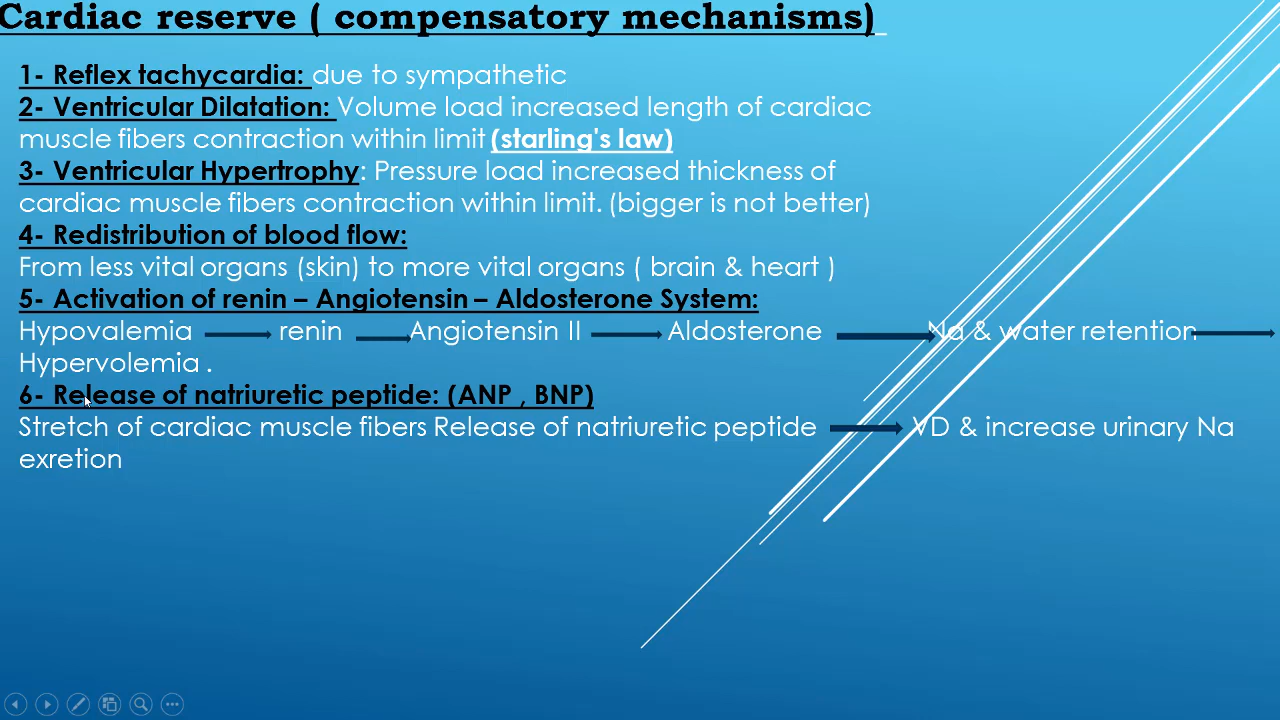 Cardiac reserve ( compensatory mechanisms)
1- Reflex tachycardia: due to sympathetic
2- Ventricular Dilatation: Volume load increased length of cardiac
muscle fibers contraction within limit (starling's law)
3- Ventricular Hypertrophy: Pressure load increased thickness of
cardiac muscle fibers contraction within limit. (bigger is not better)
4- Redistribution of blood flow:
From less vital organs (skin) to more vital organs ( brain & heart )
5- Activation of renin – Angiotensin – Aldosterone System:
Hypovalemia renin Angiotensin II Aldosterone Na & water retention
Hypervolemia .
6- Release of natriuretic peptide: (ANP , BNP)
Stretch of cardiac muscle fibers Release of natriuretic peptide VD & increase urinary Na
exretion